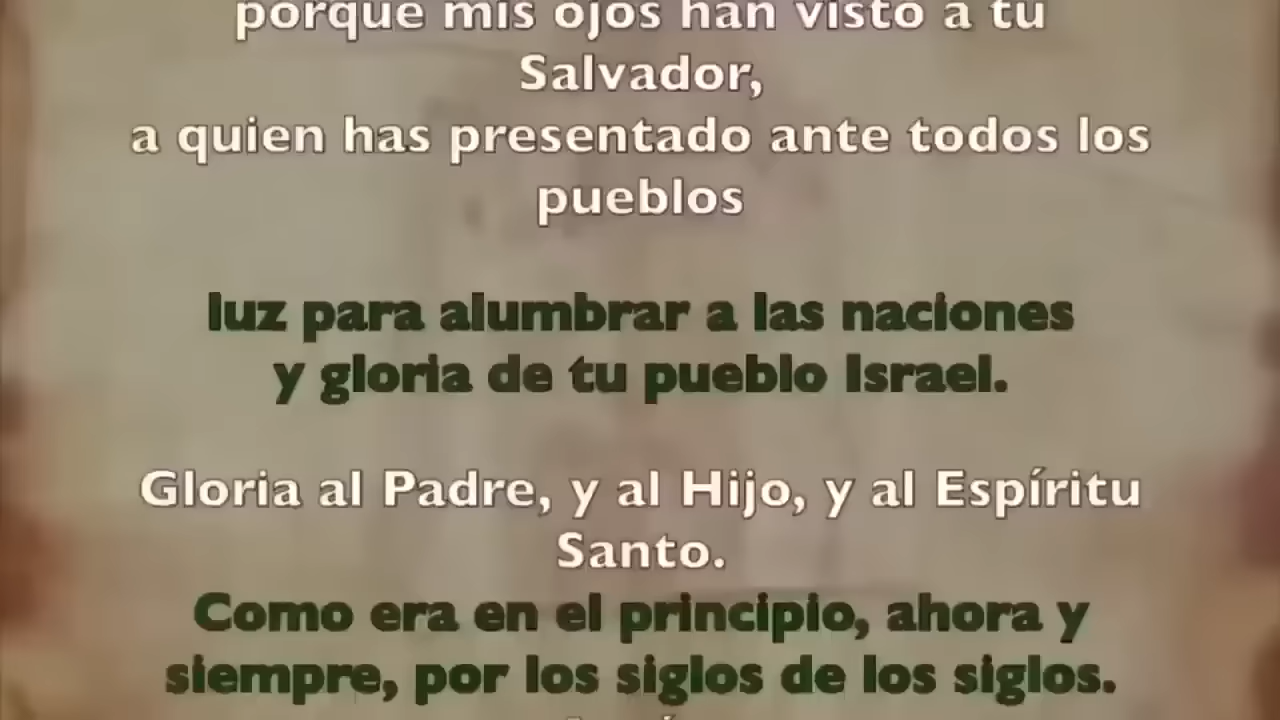 porque mis ojos han visto a tu
Salvador,
a quien has presentado ante todos los
pueblos
luz para alumbrar a las naciones
y gloria de tu pueblo Israel.
Gloria al Padre, y al Hijo, y al Espíritu
Santo.
Como era en el principio, ahora y
siempre, por los siglos de los siglos.